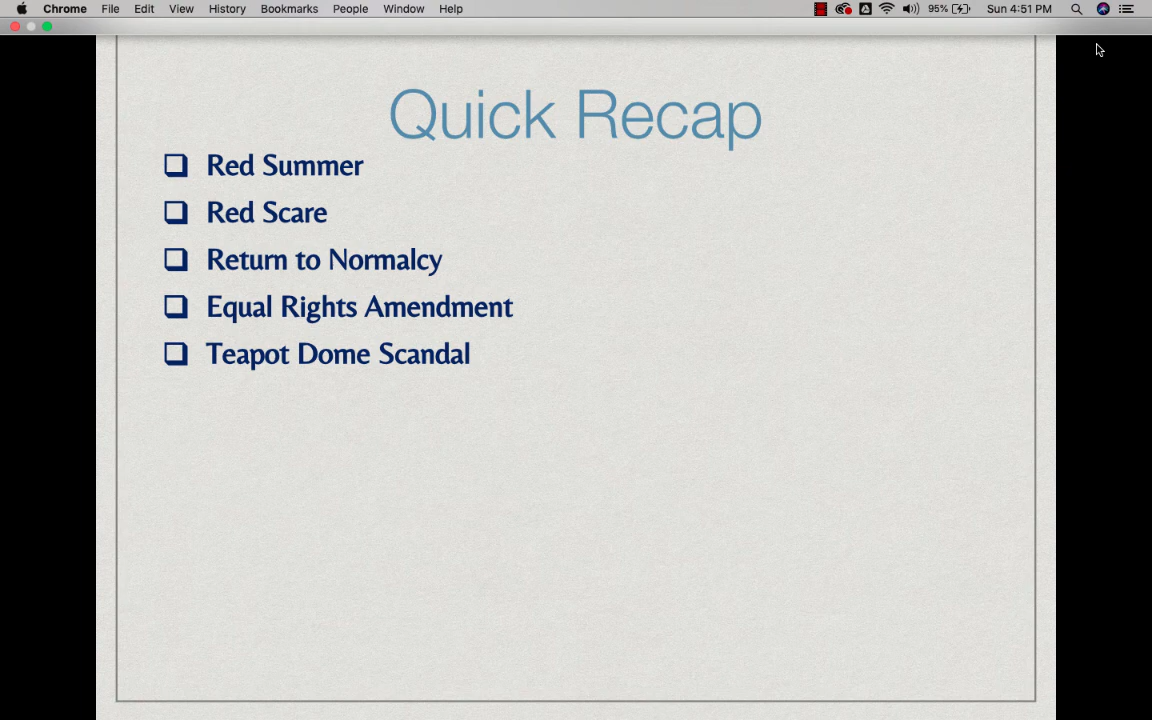 Chrome File Edit View History Bookmarks People Window Help 95% Sun 4:51 PM
Quick Recap
Red Summer
Red Scare
Return to Normalcy
Equal Rights Amendment
Teapot Dome Scandal